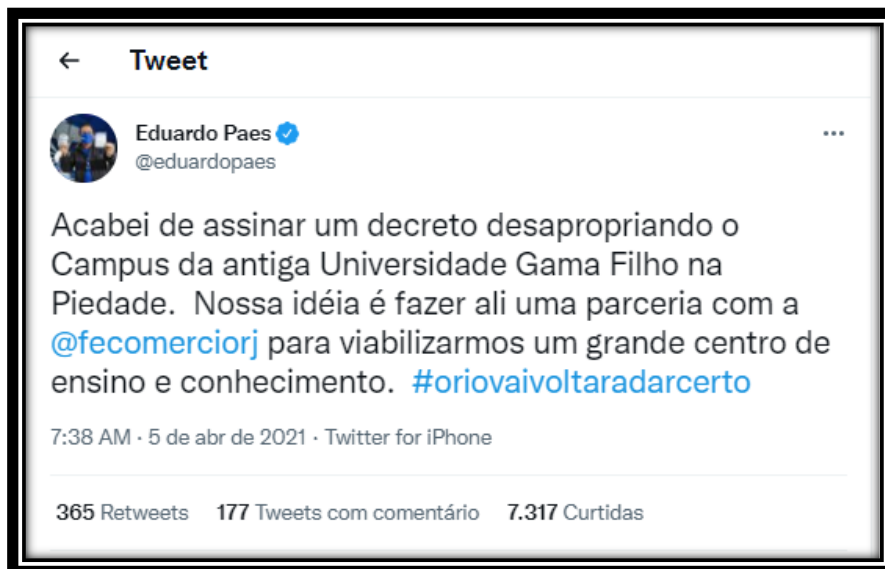 ← Tweet
Eduardo Paes
@eduardopaes
Acabei de assinar um decreto desapropriando o
Campus da antiga Universidade Gama Filho na
Piedade.  Nossa idéia é fazer ali uma parceria com a
@fecomerciorj para viabilizarmos um grande centro de
ensino e conhecimento.  #oriovaivoltaradarcerto
7:38 AM · 5 de abr de 2021 · Twitter for iPhone
365 Retweets 177 Tweets com comentário 7.317 Curtidas